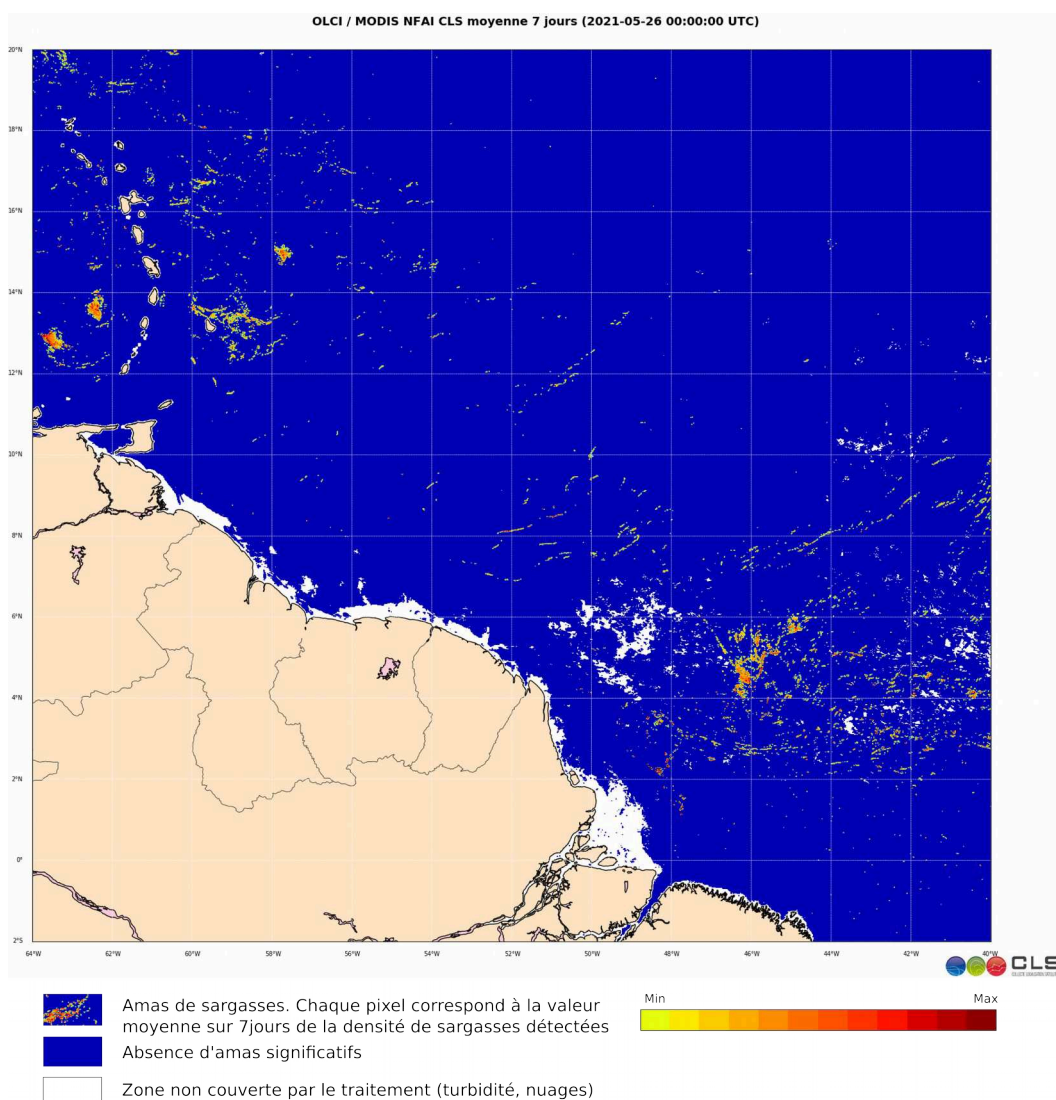 OLCI / MODIS NFAI CLS moyenne 7 jours (2021-05-26 00:00:00 UTC)
20°N
18°N
16°N
14°N
12°N
10°N
8°N
6°N
4°N
2°N
0°
2°S
64°W 62°W 60°W 58°W 56°W 54°W 52°W 50°W 48°W 46°W 44°W 42°W 40°W
CLS
Amas de sargasses. Chaque pixel correspond à la valeur
moyenne sur 7jours de la densité de sargasses détectées
Min Max
Absence d'amas significatifs
Zone non couverte par le traitement (turbidité, nuages)